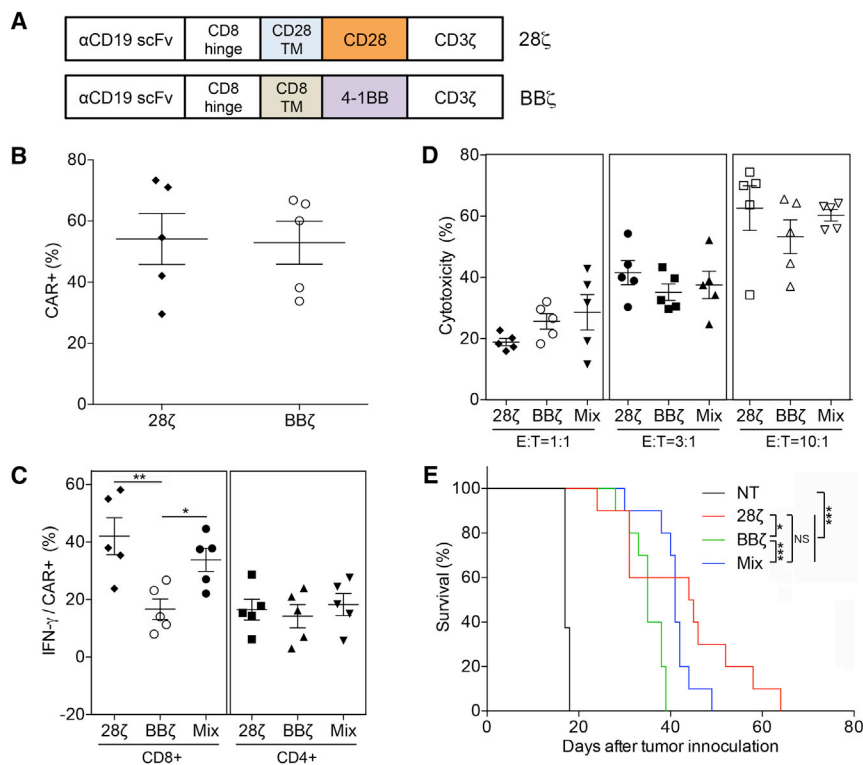 A
αCD19 scFv CD8 hinge CD28 TM CD28 CD3ζ 28ζ
αCD19 scFv CD8 hinge CD8 TM 4-1BB CD3ζ BBζ
B
80
60
40
20
0
CAR+ (%)
28ζ BBζ
D
80
60
40
20
0
Cytotoxicity (%)
28ζ BBζ Mix 28ζ BBζ Mix 28ζ BBζ Mix
E:T=1:1 E:T=3:1 E:T=10:1
C
60
40
20
0
-20
IFN-γ / CAR+ (%)
** *
28ζ BBζ Mix 28ζ BBζ Mix
CD8+ CD4+
E
100
80
60
40
20
0
Survival (%)
NT
28ζ
BBζ
Mix
*
***
NS
***
0 20 40 60 80
Days after tumor innoculation